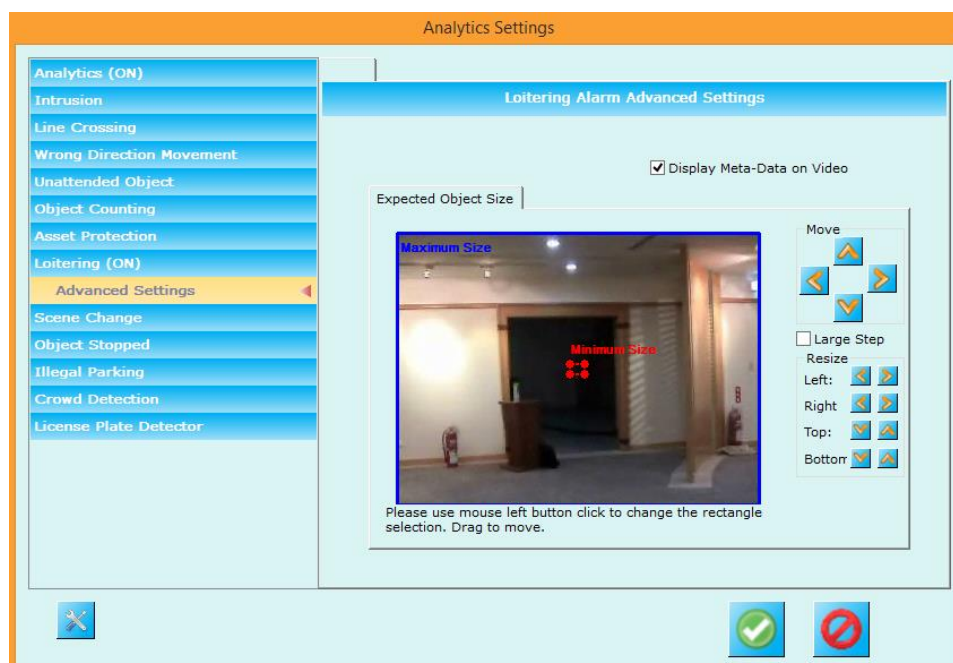 Analytics Settings
Analytics (ON)
Intrusion
Line Crossing
Wrong Direction Movement
Unattended Object
Object Counting
Asset Protection
Loitering (ON)
Advanced Settings
Scene Change
Object Stopped
Illegal Parking
Crowd Detection
License Plate Detector
Loitering Alarm Advanced Settings
Display Meta-Data on Video
Expected Object Size
Maximum Size
Minimum Size
Please use mouse left button click to change the rectangle
selection. Drag to move.
Move
Large Step
Resize
Left:
Right
Top:
Bottom